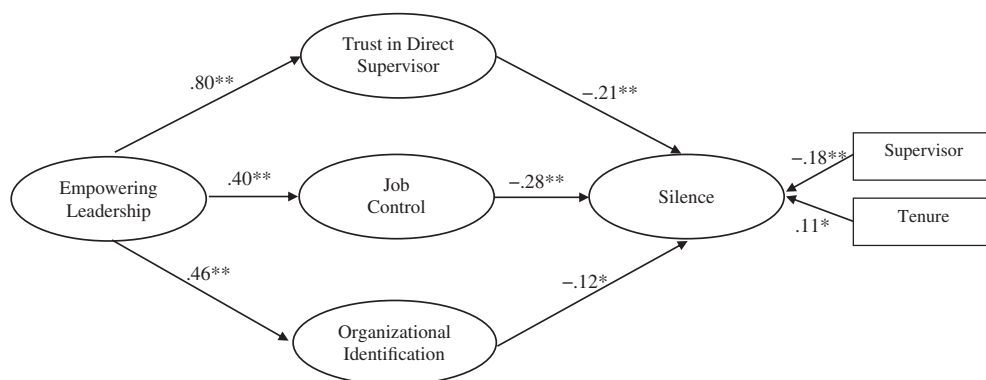 Trust in Direct
Supervisor
.80**
−.21**
Empowering
Leadership
.40**
Job
Control
−.28**
Silence
−.18**
Supervisor
.11*
Tenure
.46**
−.12*
Organizational
Identification